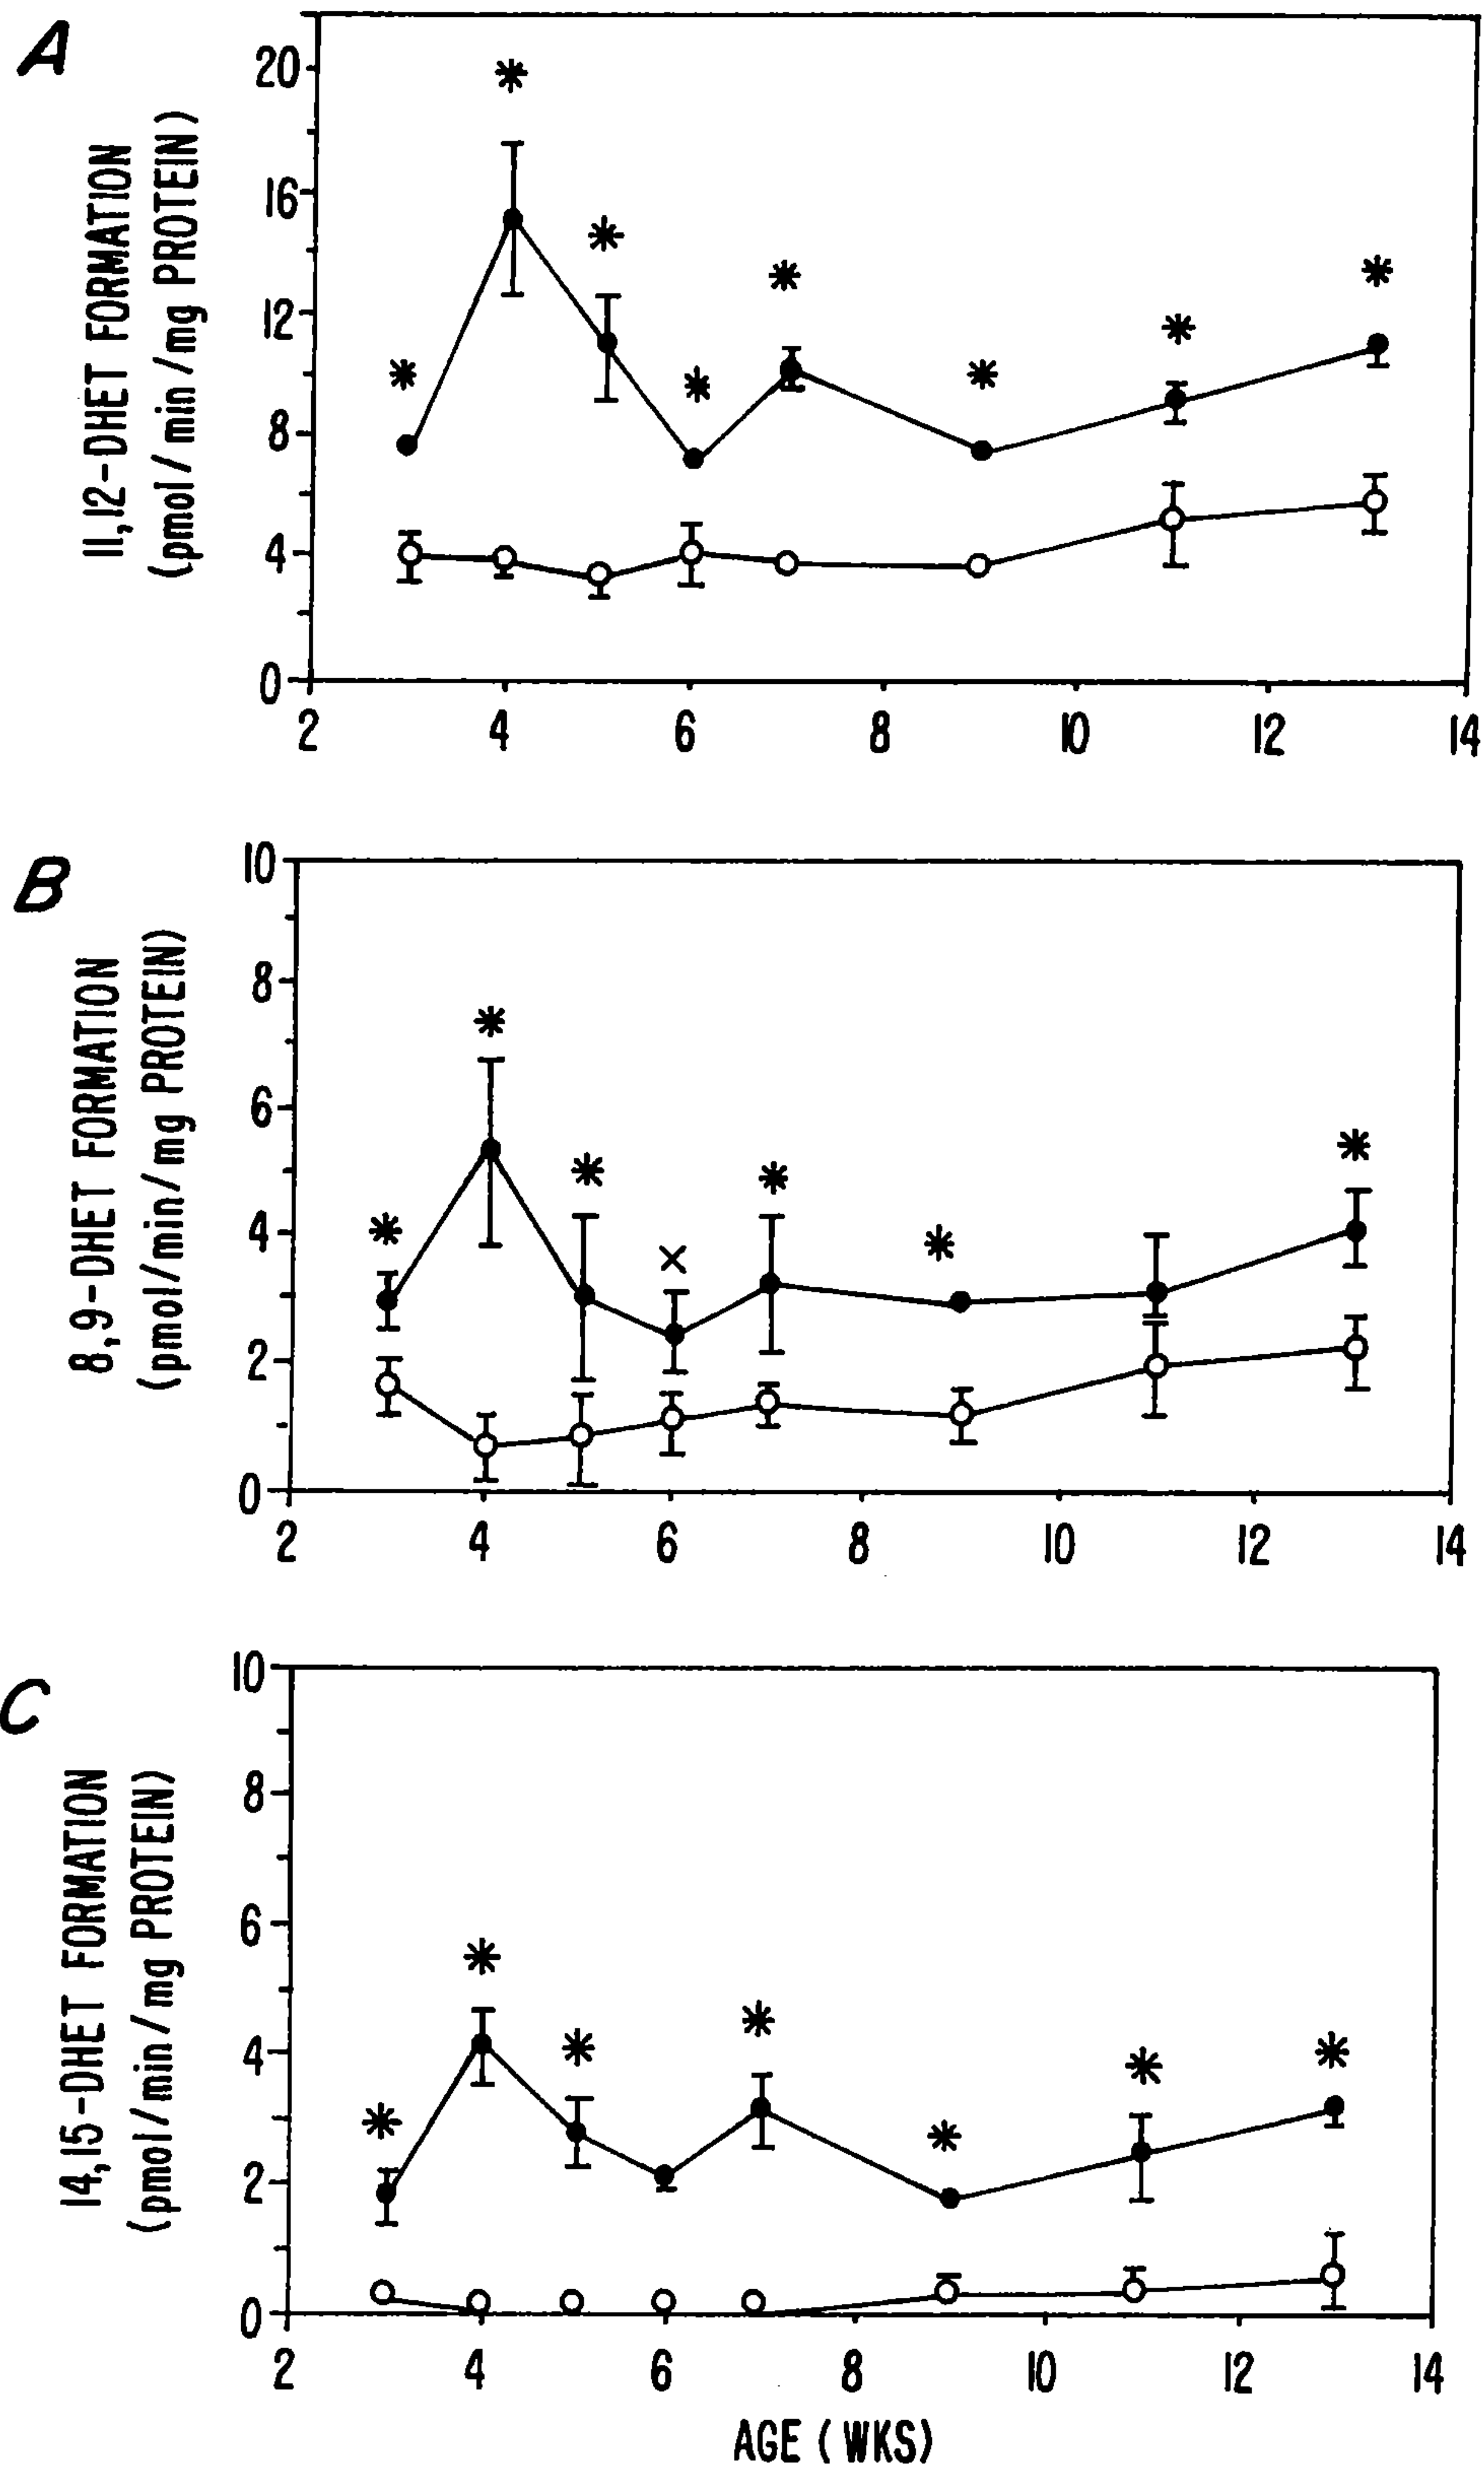 A
11,12-DHET FORMATION
(pmol/min/mg PROTEIN)
20
16
12
8
4
0
* * * * * * * *
2 4 6 8 10 12 14
B
8,9-DHET FORMATION
(pmol/min/mg PROTEIN)
10
8
6
4
2
0
* * * × * * *
2 4 6 8 10 12 14
C
14,15-DHET FORMATION
(pmol/min/mg PROTEIN)
10
8
6
4
2
0
* * * * * * *
2 4 6 8 10 12 14
AGE (WKS)